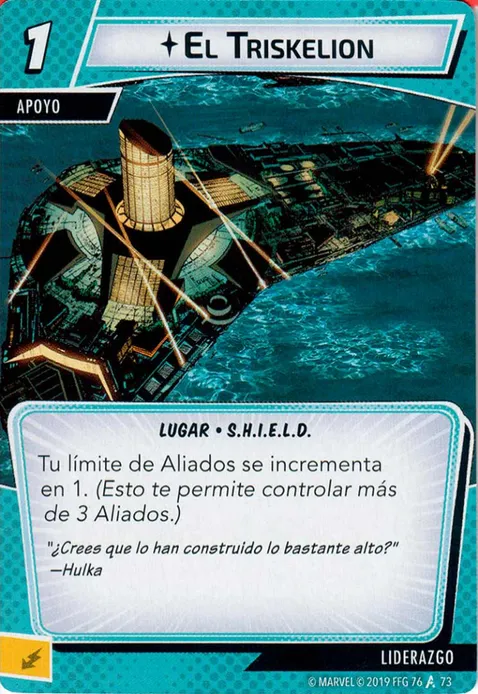 1
El Triskelion
APOYO
LUGAR • S.H.I.E.L.D.
Tu límite de Aliados se incrementa
en 1. (Esto te permite controlar más
de 3 Aliados.)
"¿Crees que lo han construido lo bastante alto?"
—Hulka
LIDERAZGO
© MARVEL © 2019 FFG 76 73